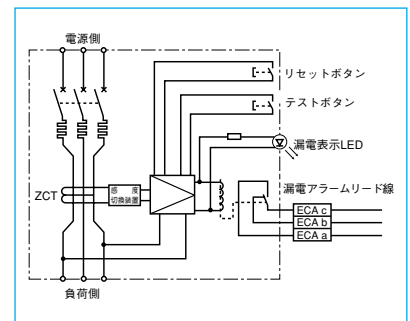 電源側
リセットボタン
テストボタン
漏電表示LED
漏電アラームリード線
ZCT
感度
切換装置
ECA c
ECA b
ECA a
負荷側